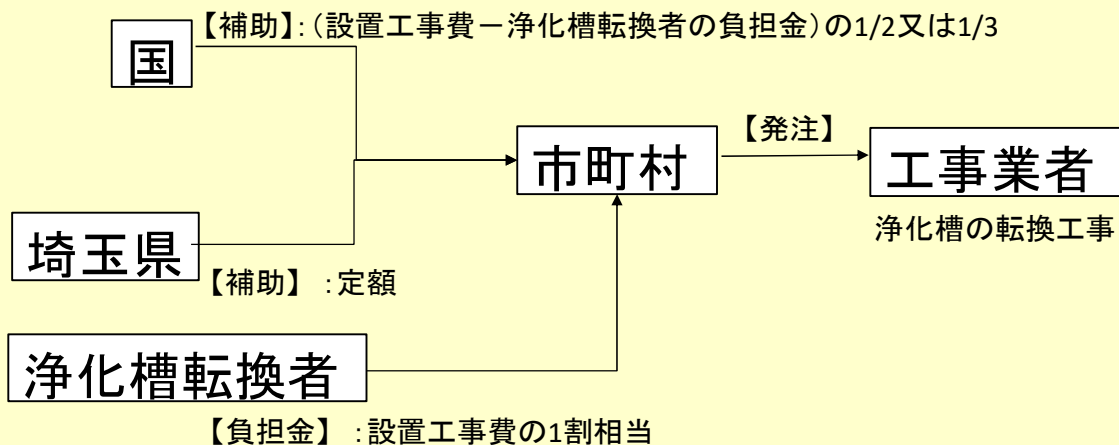 【補助】:(設置工事費－浄化槽転換者の負担金)の1/2又は1/3
国
【発注】
市町村
工事業者
浄化槽の転換工事
埼玉県
【補助】:定額
浄化槽転換者
【負担金】:設置工事費の1割相当